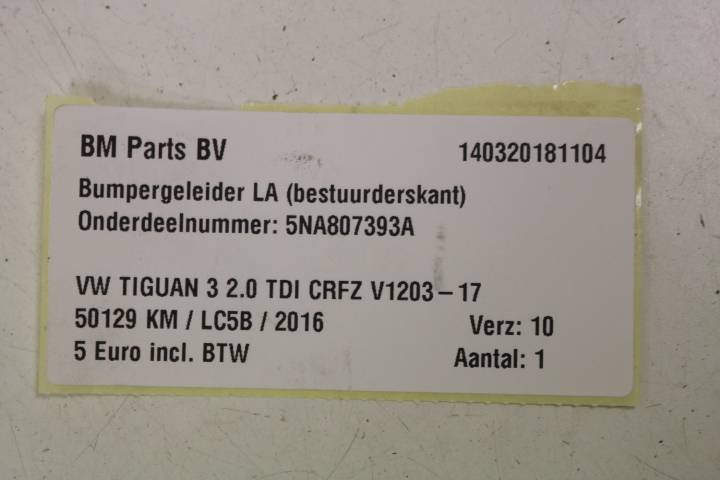 BM Parts BV 140320181104
Bumpergeleider LA (bestuurderskant)
Onderdeelnummer: 5NA807393A
VW TIGUAN 3 2.0 TDI CRFZ V1203-17
50129 KM / LC5B / 2016 Verz: 10
5 Euro incl. BTW Aantal: 1